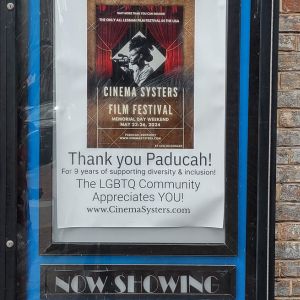 THE ONLY ALL LESBIAN FILM FESTIVAL IN THE USA
CINEMA SYSTERS
FILM FESTIVAL
MEMORIAL DAY WEEKEND
MAY 22-26, 2024
PADUCAH, KENTUCKY
Thank you Paducah!
For 9 years of supporting diversity & inclusion!
The LGBTQ Community
Appreciates YOU!
www.CinemaSysters.com
NOW SHOWING